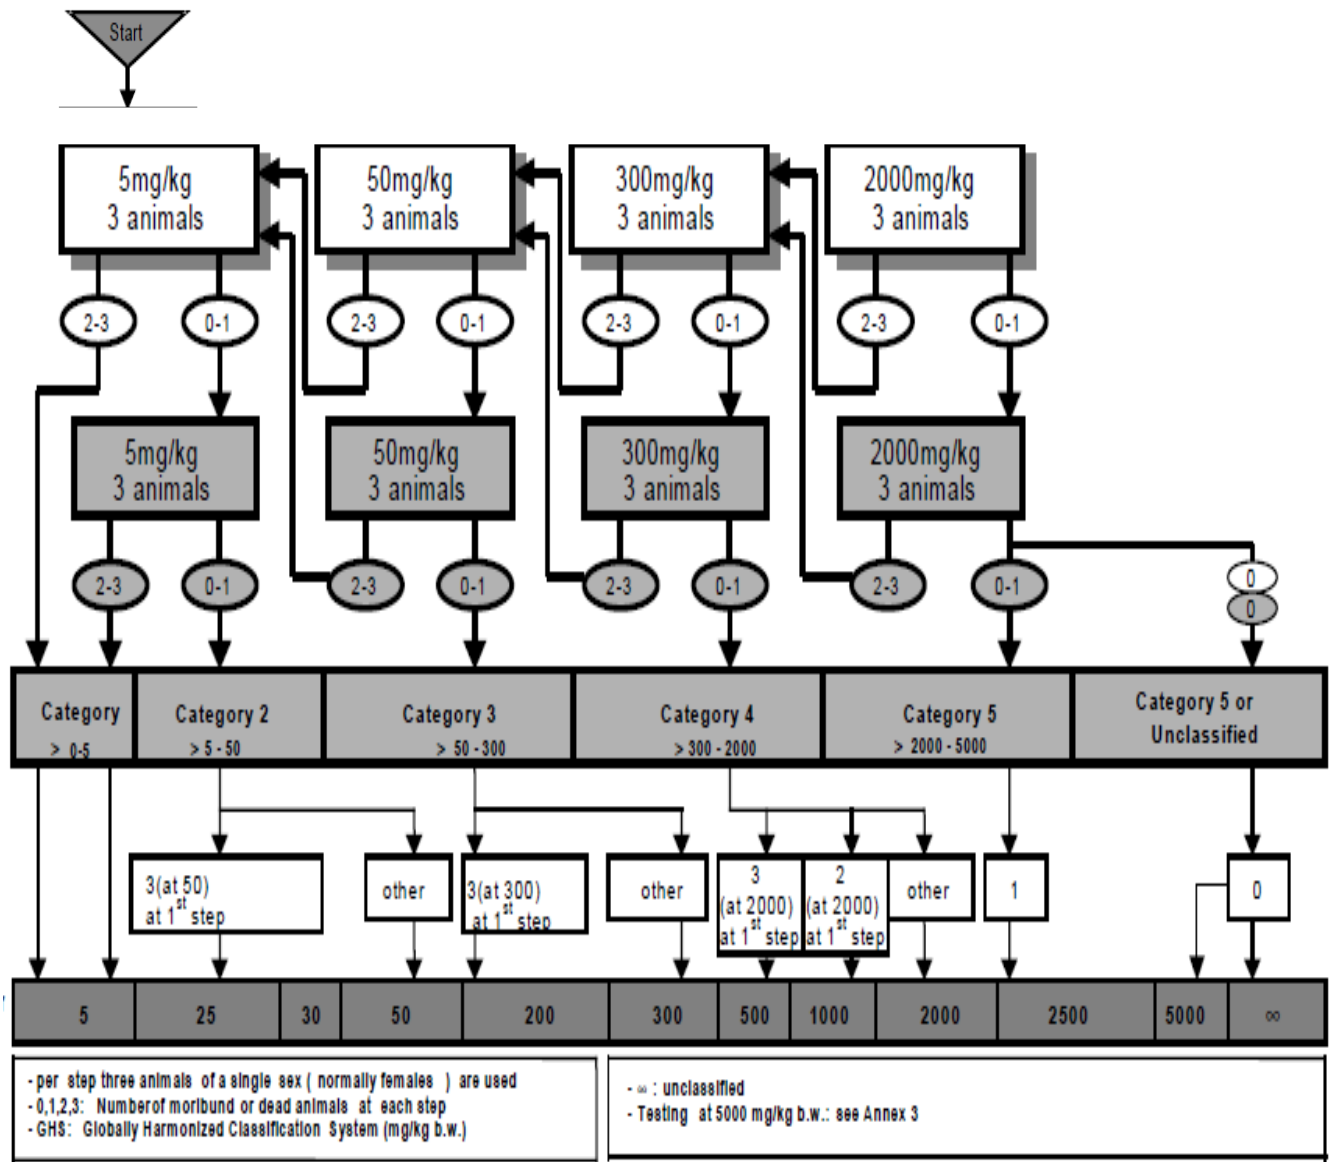 Start
5mg/kg
3 animals
50mg/kg
3 animals
300mg/kg
3 animals
2000mg/kg
3 animals
2-3
0-1
2-3
0-1
2-3
0-1
2-3
0-1
5mg/kg
3 animals
50mg/kg
3 animals
300mg/kg
3 animals
2000mg/kg
3 animals
2-3
0-1
2-3
0-1
2-3
0-1
2-3
0-1
0
0
Category
> 0-5
Category 2
> 5 - 50
Category 3
> 50 - 300
Category 4
> 300 - 2000
Category 5
> 2000 - 5000
Category 5 or
Unclassified
3(at 50)
at 1st step
other
3(at 300)
at 1st step
other
3
(at 2000)
at 1st step
2
(at 2000)
at 1st step
other
1
0
5
25
30
50
200
300
500
1000
2000
2500
5000
∞
- per step three animals of a single sex ( normally females ) are used
- 0,1,2,3: Numberof moribund or dead animals at each step
- GHS: Globally Harmonized Classification System (mg/kg b.w.)
- ∞ : unclassified
- Testing at 5000 mg/kg b.w.: see Annex 3